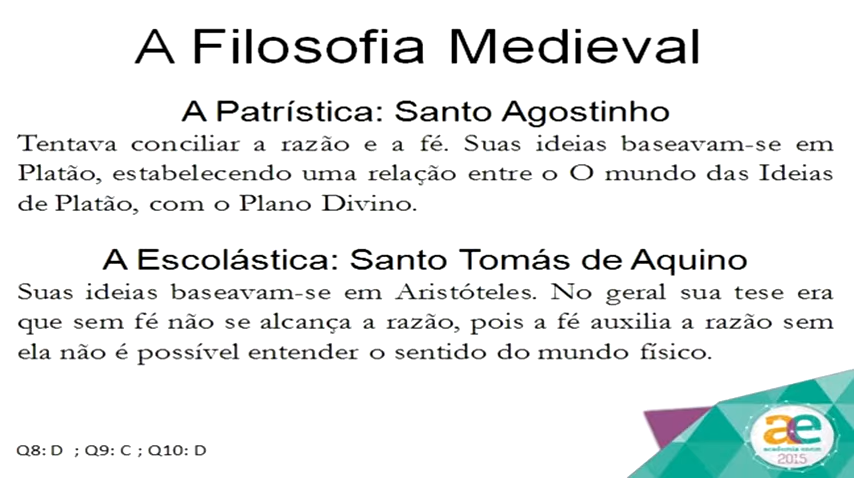 A Filosofia Medieval
A Patrística: Santo Agostinho
Tentava conciliar a razão e a fé. Suas ideias baseavam-se em
Platão, estabelecendo uma relação entre o O mundo das Ideias
de Platão, com o Plano Divino.
A Escolástica: Santo Tomás de Aquino
Suas ideias baseavam-se em Aristóteles. No geral sua tese era
que sem fé não se alcança a razão, pois a fé auxilia a razão sem
ela não é possível entender o sentido do mundo físico.
Q8: D ; Q9: C ; Q10: D
ae
academia enem
2015